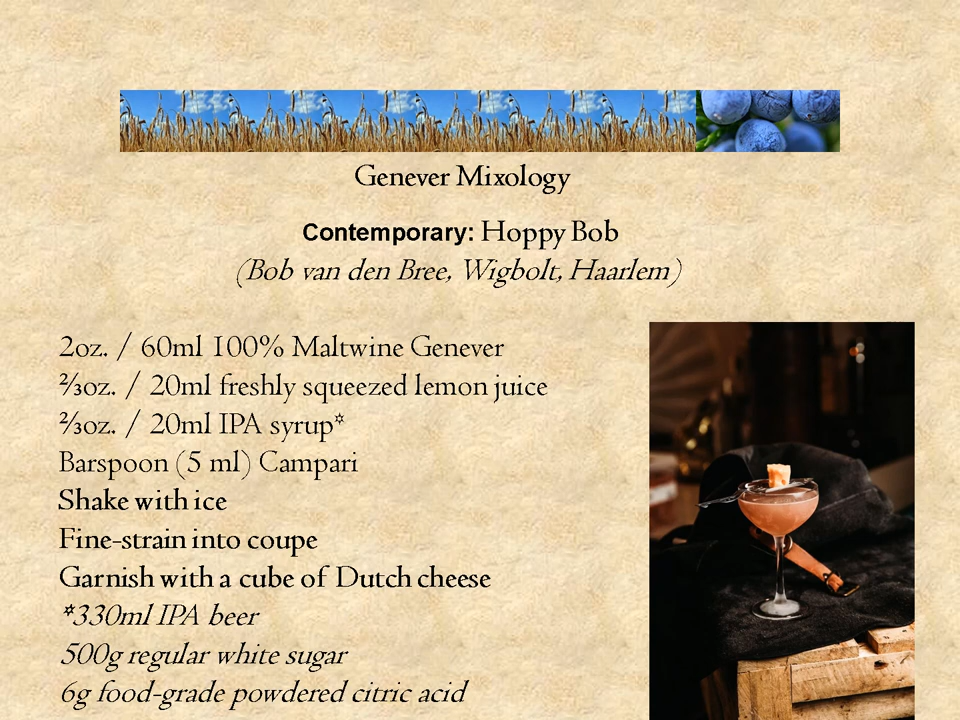 Genever Mixology
Contemporary: Hoppy Bob
(Bob van den Bree, Wigbolt, Haarlem)
2oz. / 60ml 100% Maltwine Genever
⅔oz. / 20ml freshly squeezed lemon juice
⅔oz. / 20ml IPA syrup*
Barspoon (5 ml) Campari
Shake with ice
Fine-strain into coupe
Garnish with a cube of Dutch cheese
*330ml IPA beer
500g regular white sugar
6g food-grade powdered citric acid